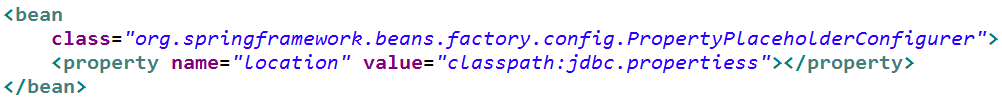 <bean
class="org.springframework.beans.factory.config.PropertyPlaceholderConfigurer">
<property name="location" value="classpath:jdbc.propertiess"></property>
</bean>